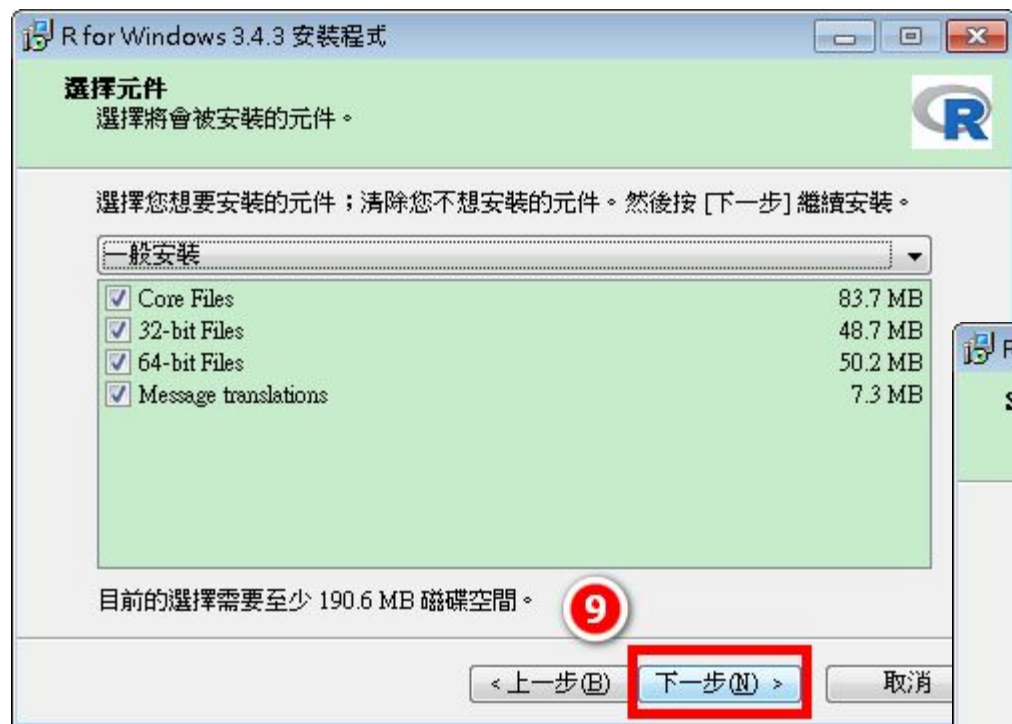 R for Windows 3.4.3 安裝程式
選擇元件
選擇將會被安裝的元件。
R
選擇您想要安裝的元件；清除您不想安裝的元件。然後按 [下一步] 繼續安裝。
一般安裝
Core Files 83.7 MB
32-bit Files 48.7 MB
64-bit Files 50.2 MB
Message translations 7.3 MB
目前的選擇需要至少 190.6 MB 磁碟空間。
9
<上一步(B) 下一步(N) > 取消